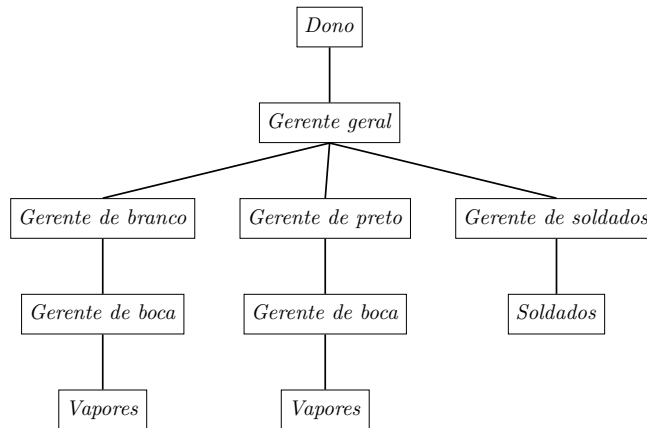 Dono
Gerente geral
Gerente de branco
Gerente de preto
Gerente de soldados
Gerente de boca
Gerente de boca
Soldados
Vapores
Vapores